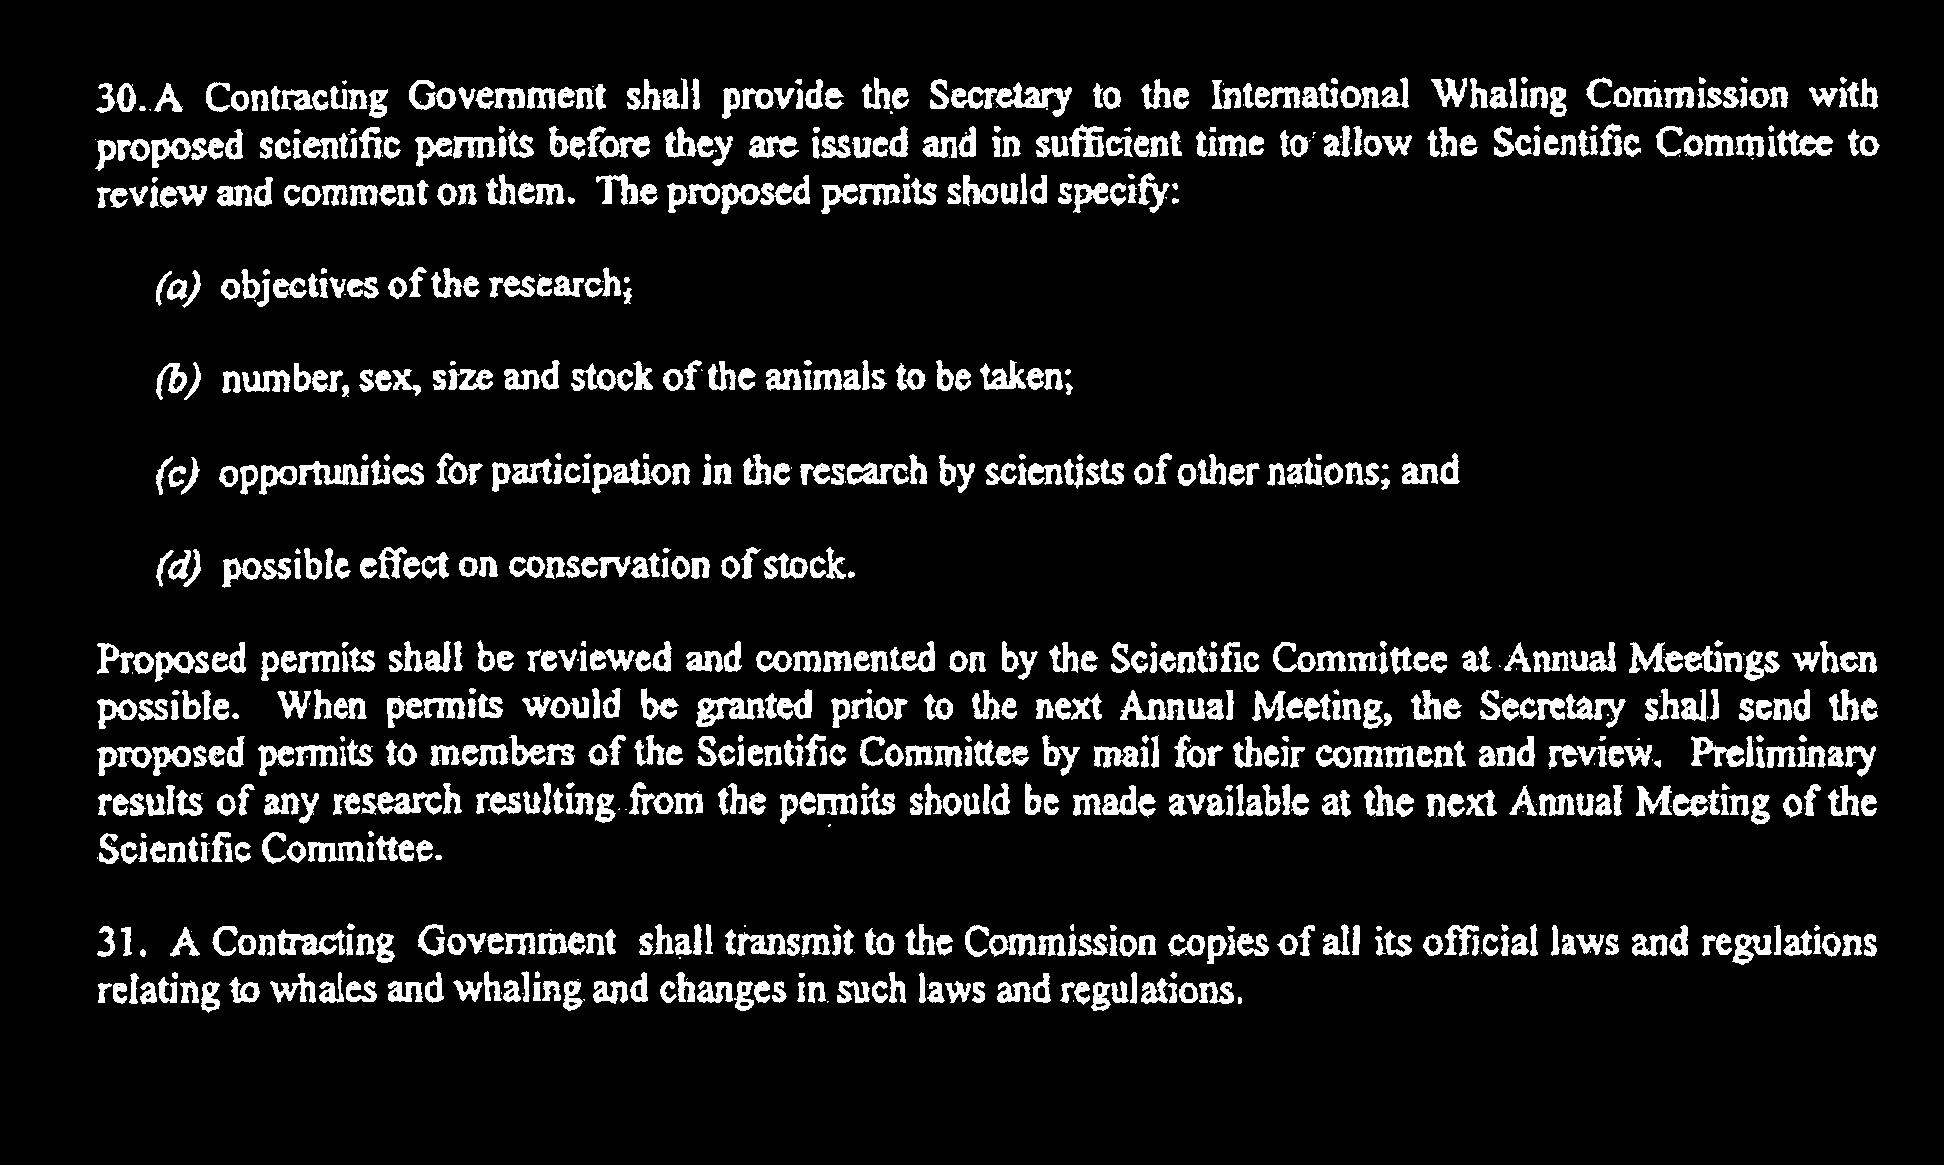 30. A Contracting Government shall provide the Secretary to the International Whaling Commission with
proposed scientific permits before they are issued and in sufficient time to allow the Scientific Committee to
review and comment on them. The proposed permits should specify:
(a) objectives of the research;
(b) number, sex, size and stock of the animals to be taken;
(c) opportunities for participation in the research by scientists of other nations; and
(d) possible effect on conservation of stock.
Proposed permits shall be reviewed and commented on by the Scientific Committee at Annual Meetings when
possible. When permits would be granted prior to the next Annual Meeting, the Secretary shall send the
proposed permits to members of the Scientific Committee by mail for their comment and review. Preliminary
results of any research resulting from the permits should be made available at the next Annual Meeting of the
Scientific Committee.
31. A Contracting Government shall transmit to the Commission copies of all its official laws and regulations
relating to whales and whaling and changes in such laws and regulations.